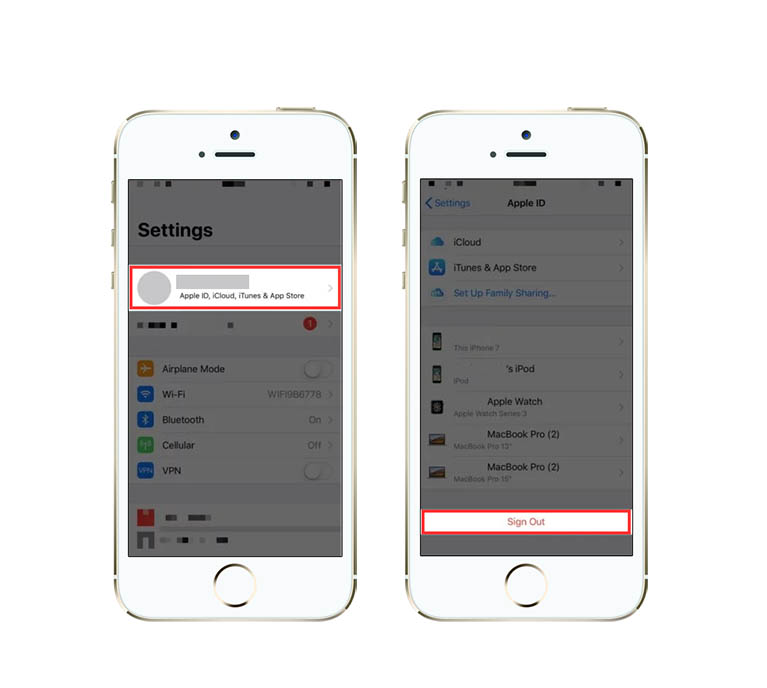 Settings
Apple ID, iCloud, iTunes & App Store
1
Airplane Mode
Wi-Fi WIFI9B6778
Bluetooth On
Cellular Off
VPN VPN
Settings Apple ID
iCloud
iTunes & App Store
Set Up Family Sharing...
This iPhone 7
's iPod
iPod
Apple Watch
Apple Watch Series 3
MacBook Pro (2)
MacBook Pro 13"
MacBook Pro (2)
MacBook Pro 15"
Sign Out